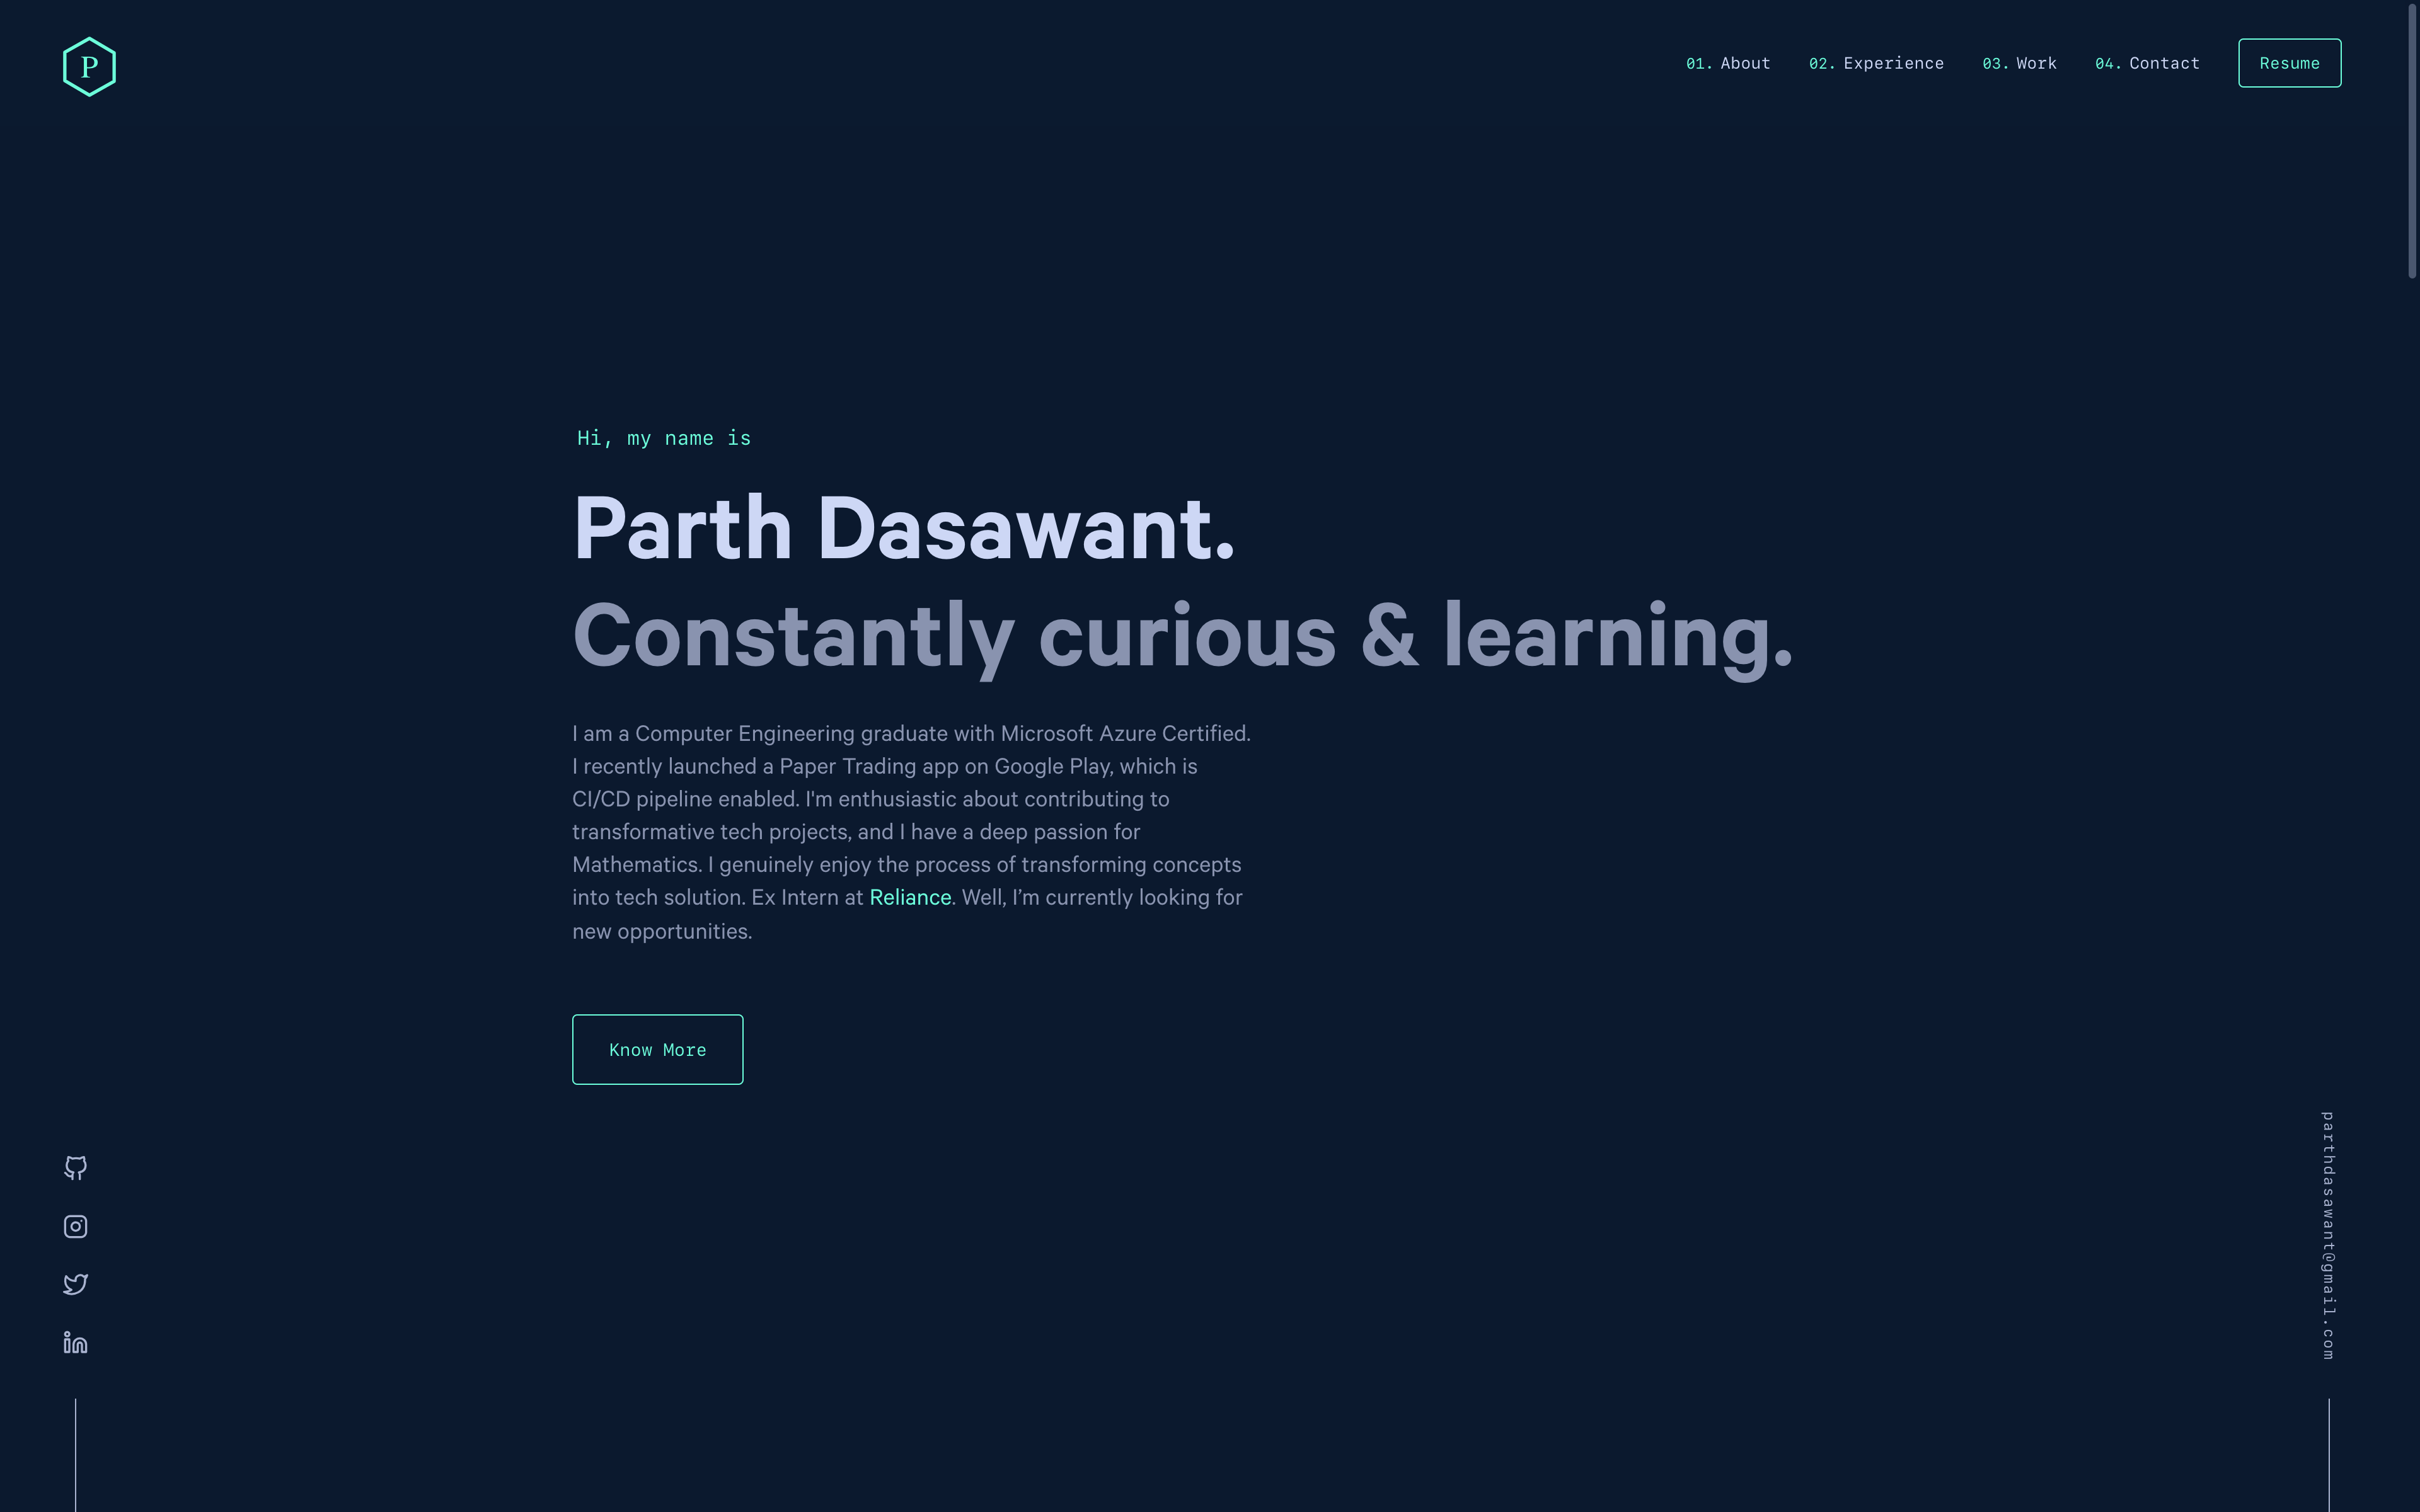 P
01. About 02. Experience 03. Work 04. Contact Resume
Hi, my name is
Parth Dasawant.
Constantly curious & learning.
I am a Computer Engineering graduate with Microsoft Azure Certified.
I recently launched a Paper Trading app on Google Play, which is
CI/CD pipeline enabled. I'm enthusiastic about contributing to
transformative tech projects, and I have a deep passion for
Mathematics. I genuinely enjoy the process of transforming concepts
into tech solution. Ex Intern at Reliance. Well, I’m currently looking for
new opportunities.
Know More
parthdasawant@gmail.com